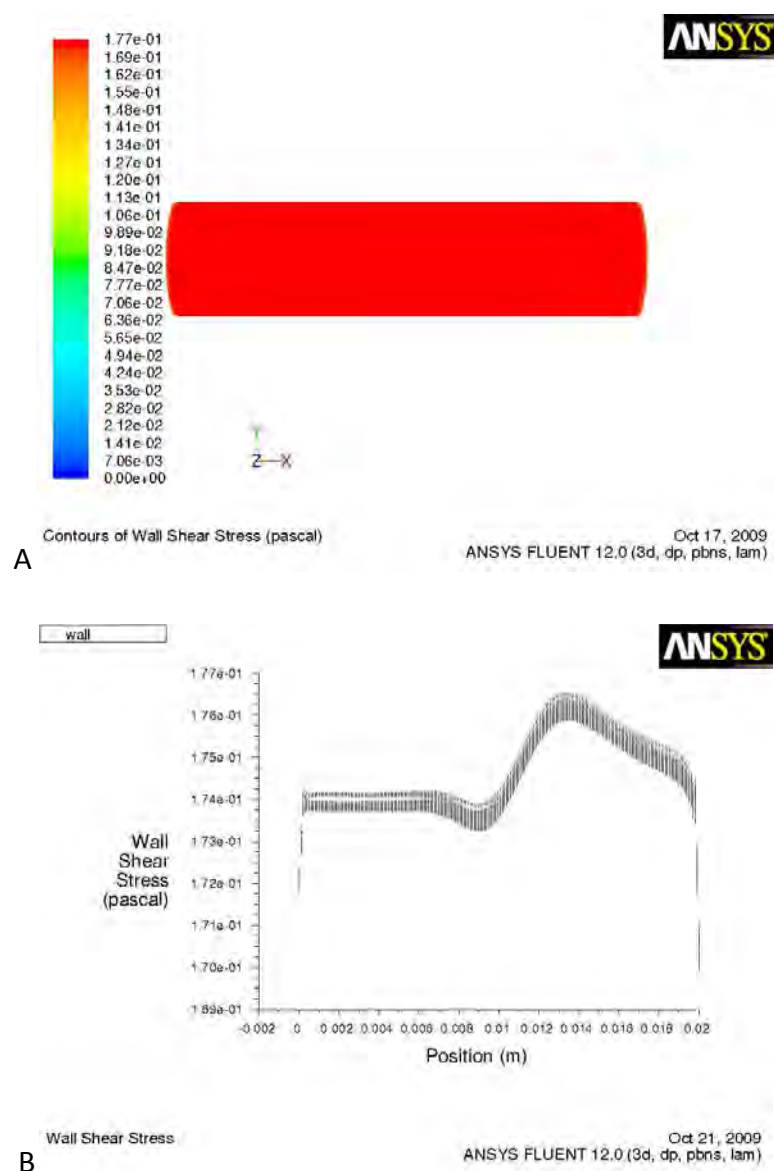 ANSYS
1.77e-01
1.69e-01
1.62e-01
1.55e-01
1.48e-01
1.41e-01
1.34e-01
1.27e-01
1.20e-01
1.13e-01
1.06e-01
9.89e-02
9.18e-02
8.47e-02
7.77e-02
7.06e-02
6.36e-02
5.65e-02
4.94e-02
4.24e-02
3.53e-02
2.82e-02
2.12e-02
1.41e-02
7.06e-03
0.00e+00
Y
Z X
Contours of Wall Shear Stress (pascal)
Oct 17, 2009
ANSYS FLUENT 12.0 (3d, dp, pbns, lam)
A
wall
ANSYS
1.77e-01
1.76e-01
1.75e-01
1.74e-01
1.73e-01
1.72e-01
1.71e-01
1.70e-01
1.69e-01
Wall
Shear
Stress
(pascal)
-0.002 0 0.002 0.004 0.006 0.008 0.01 0.012 0.014 0.016 0.018 0.02
Position (m)
Wall Shear Stress
Oct 21, 2009
ANSYS FLUENT 12.0 (3d, dp, pbns, lam)
B